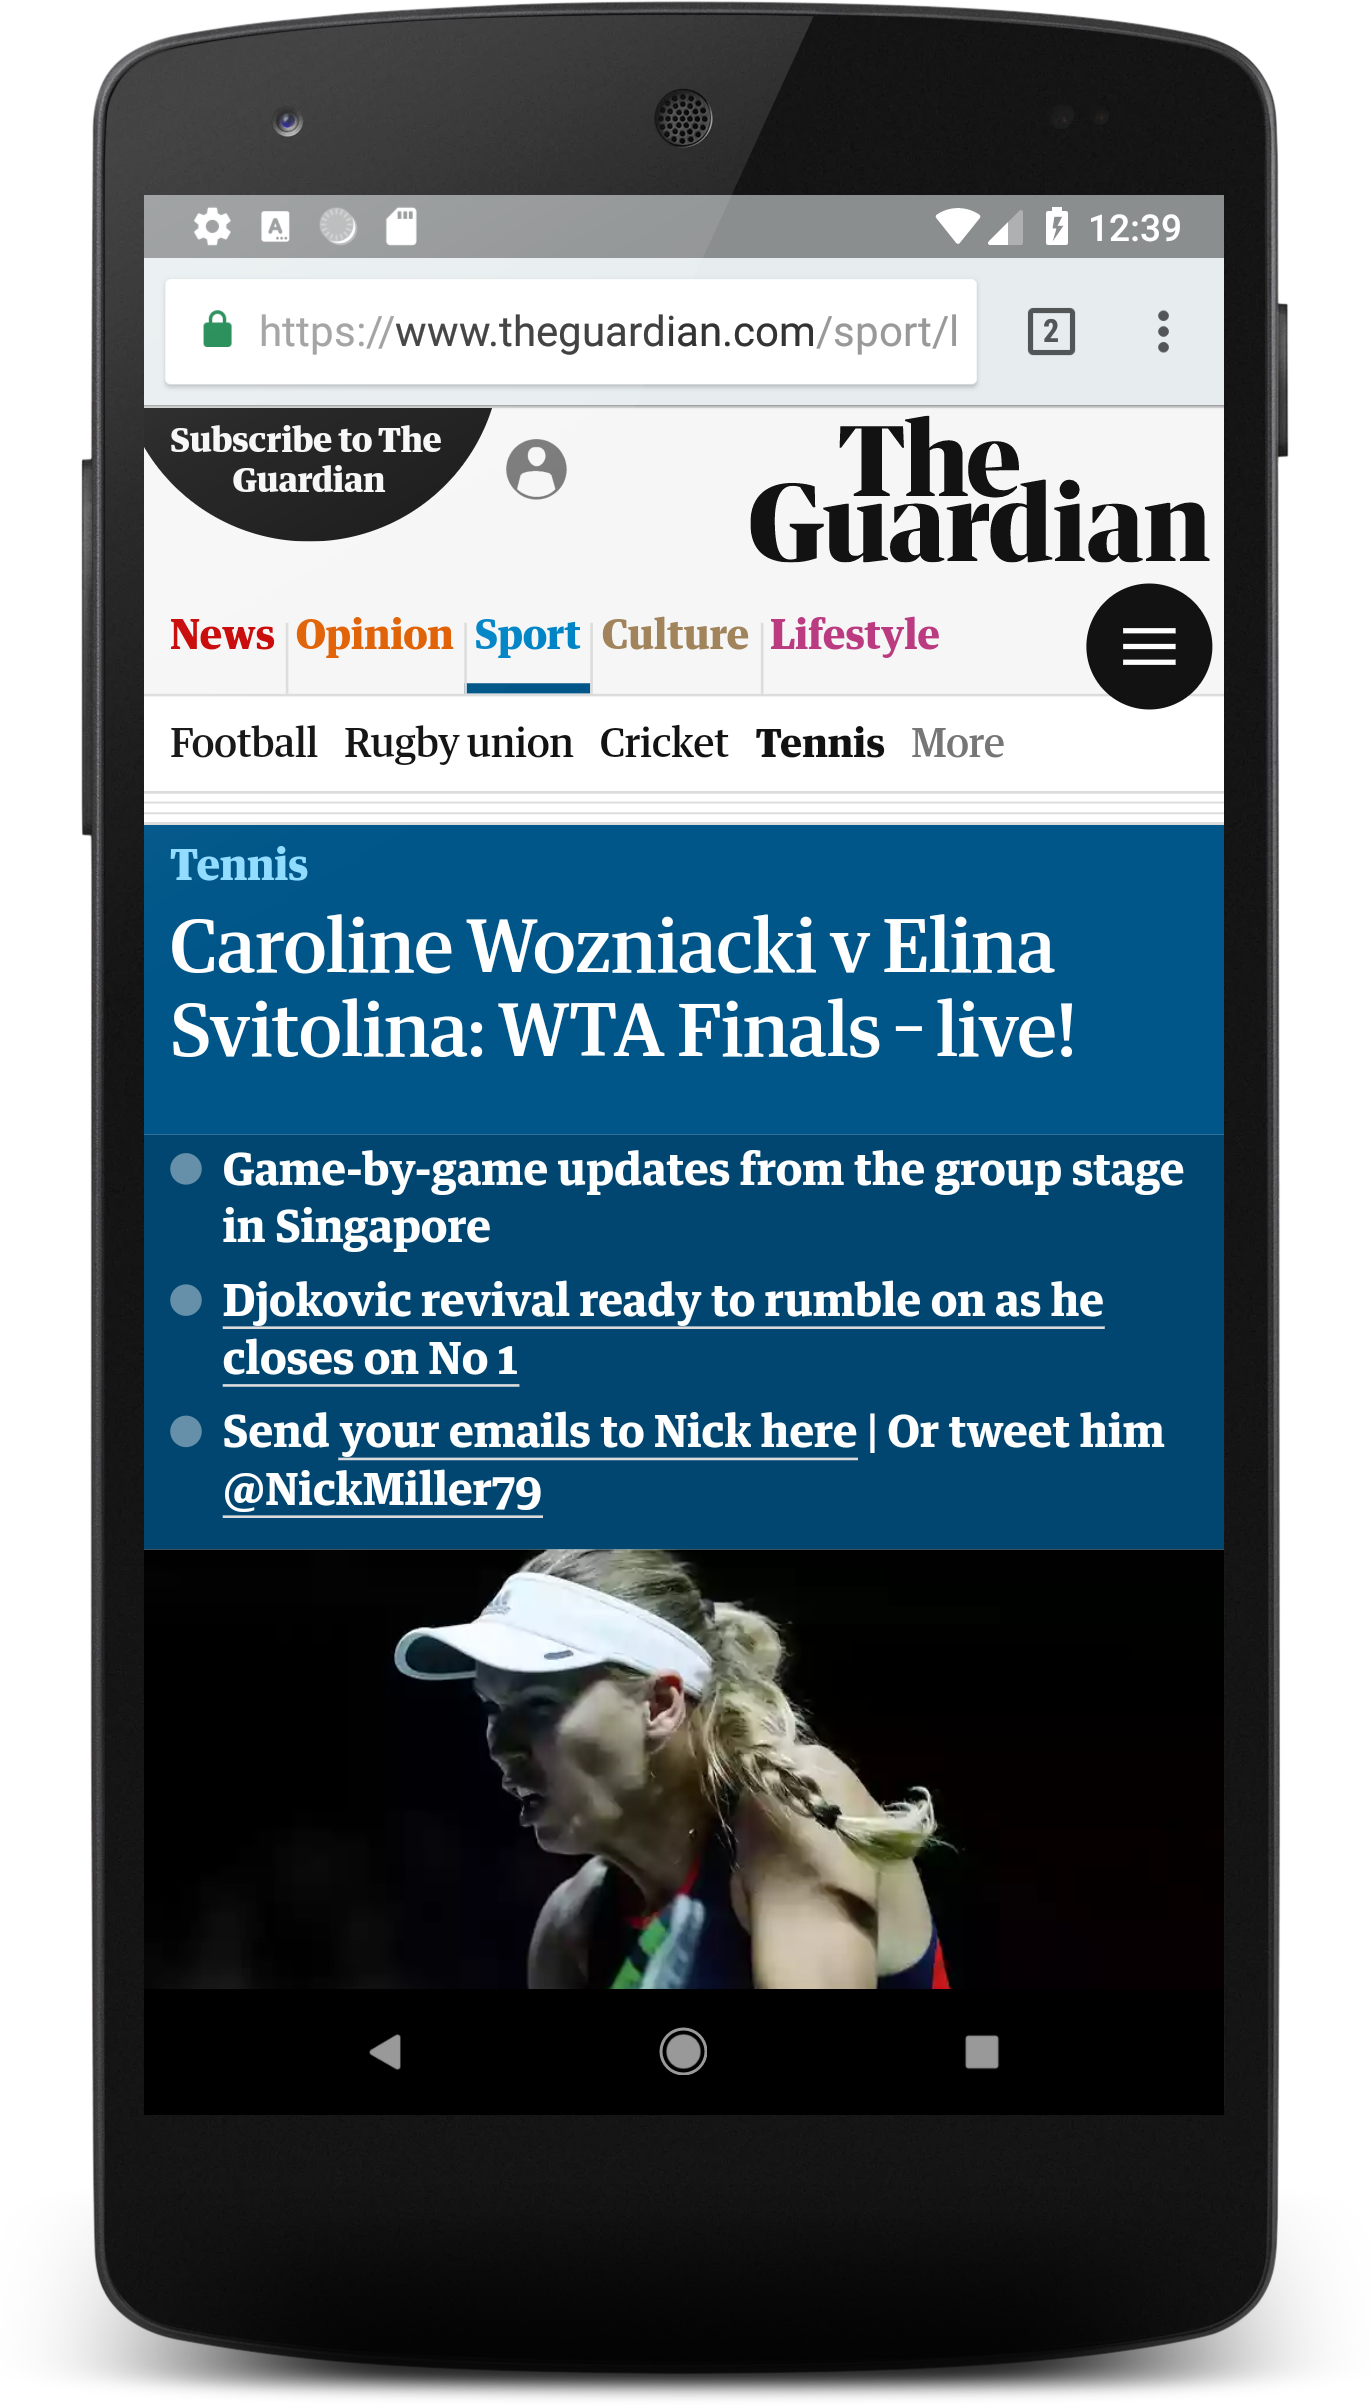 12:39
https://www.theguardian.com/sport/l
2
Subscribe to The
Guardian
The
Guardian
News Opinion Sport Culture Lifestyle
Football Rugby union Cricket Tennis More
Tennis
Caroline Wozniacki v Elina
Svitolina: WTA Finals – live!
Game-by-game updates from the group stage
in Singapore
Djokovic revival ready to rumble on as he
closes on No 1
Send your emails to Nick here | Or tweet him
@NickMiller79